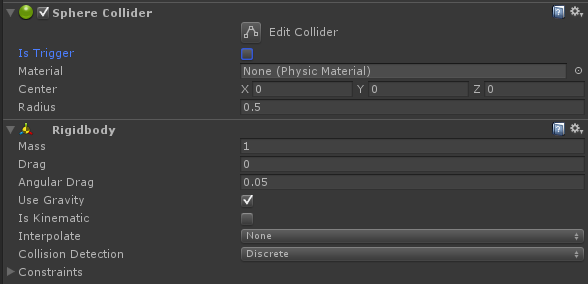 Sphere Collider
Edit Collider
Is Trigger
Material None (Physic Material)
Center X 0 Y 0 Z 0
Radius 0.5
Rigidbody
Mass 1
Drag 0
Angular Drag 0.05
Use Gravity
Is Kinematic
Interpolate None
Collision Detection Discrete
Constraints